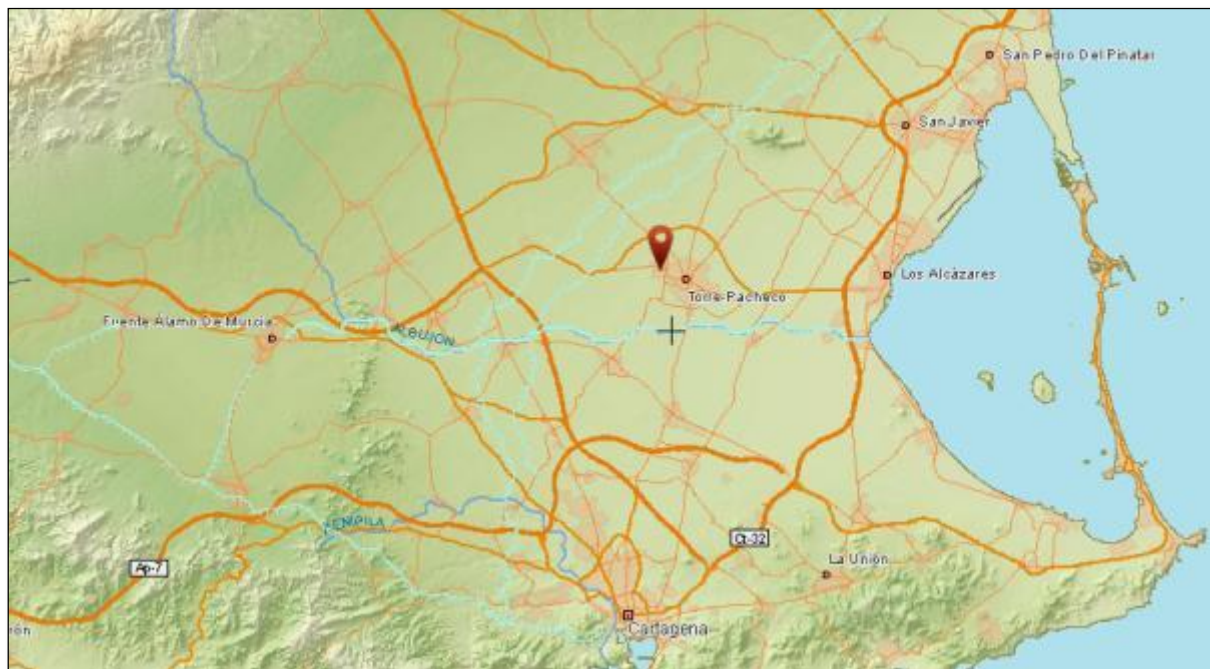 San Pedro Del Pinatar
San Javier
Los Alcázares
Torre-Pacheco
Fuente Alamo De Murcia
ALBUJON
Ct-32
La Unión
Ap-7
Cartagena